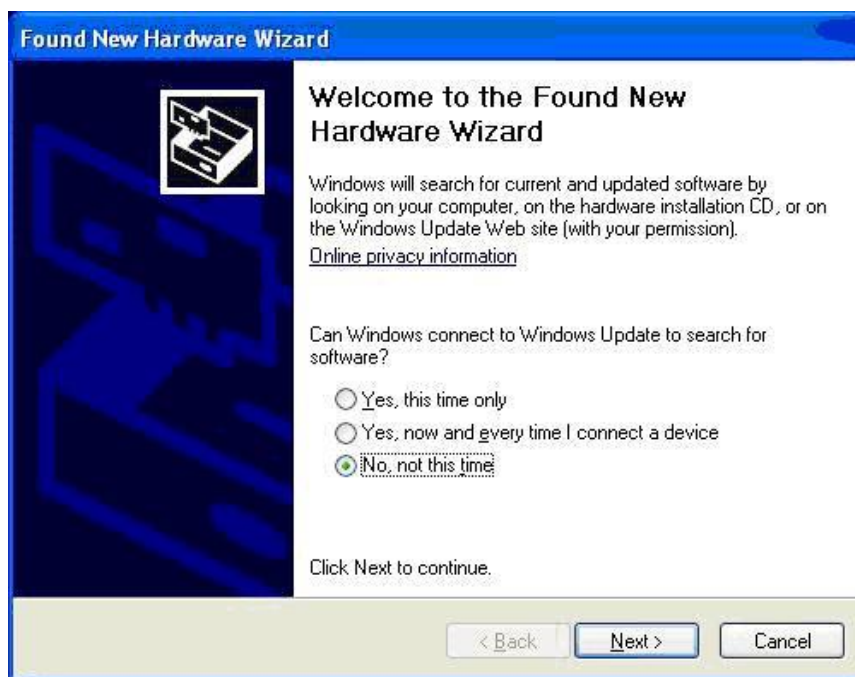 Found New Hardware Wizard
Welcome to the Found New
Hardware Wizard
Windows will search for current and updated software by
looking on your computer, on the hardware installation CD, or on
the Windows Update Web site (with your permission).
Online privacy information
Can Windows connect to Windows Update to search for
software?
Yes, this time only
Yes, now and every time I connect a device
No, not this time
Click Next to continue.
< Back Next > Cancel